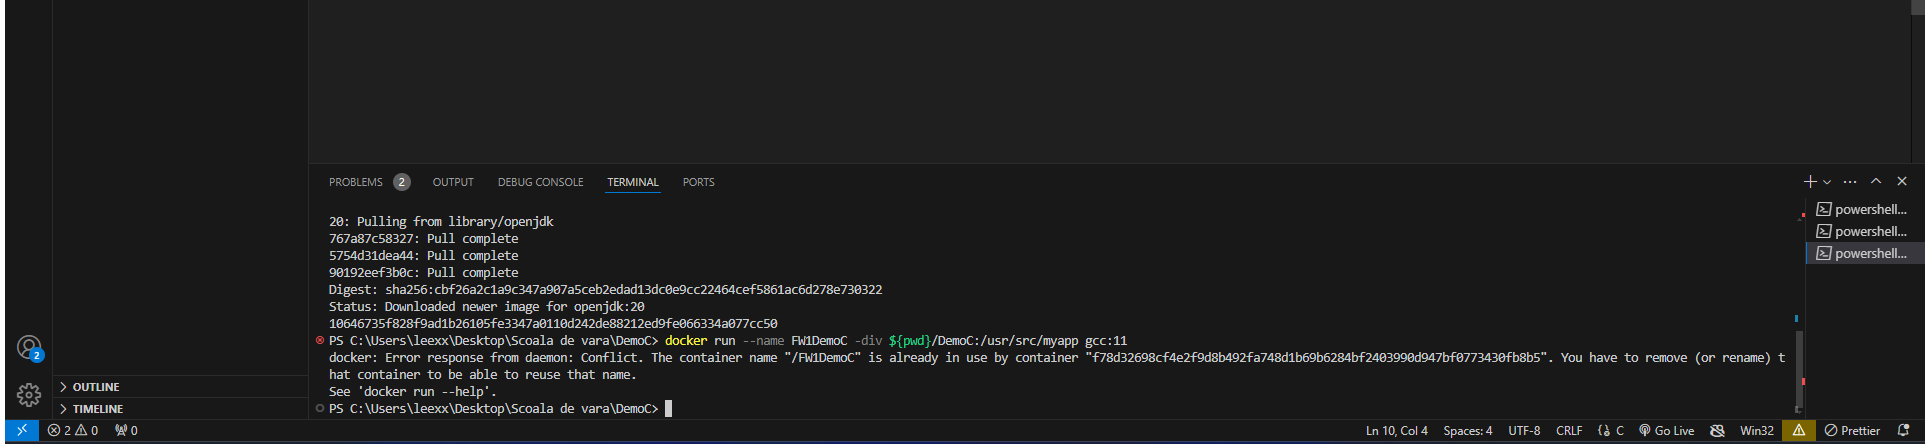 PROBLEMS 2 OUTPUT DEBUG CONSOLE TERMINAL PORTS
20: Pulling from library/openjdk
767a87c58327: Pull complete
5754d31dea44: Pull complete
90192eef3b0c: Pull complete
Digest: sha256:cbf26a2c1a9c347a907a5ceb2edad13dc0e9cc22464cef5861ac6d278e730322
Status: Downloaded newer image for openjdk:20
10646735f828f9ad1b26105fe3347a0110d242de88212ed9fe066334a077cc50
PS C:\Users\leexx\Desktop\Scoala de vara\DemoC> docker run --name FW1DemoC -div ${pwd}/DemoC:/usr/src/myapp gcc:11
docker: Error response from daemon: Conflict. The container name "/FW1DemoC" is already in use by container "f78d32698cf4e2f9d8b492fa748d1b69b6284bf2403990d947bf0773430fb8b5". You have to remove (or rename) t
hat container to be able to reuse that name.
See 'docker run --help'.
PS C:\Users\leexx\Desktop\Scoala de vara\DemoC>
powershell...
powershell...
powershell...
2
OUTLINE
TIMELINE
2 0 0 Ln 10, Col 4 Spaces: 4 UTF-8 CRLF C Go Live Win32 Prettier